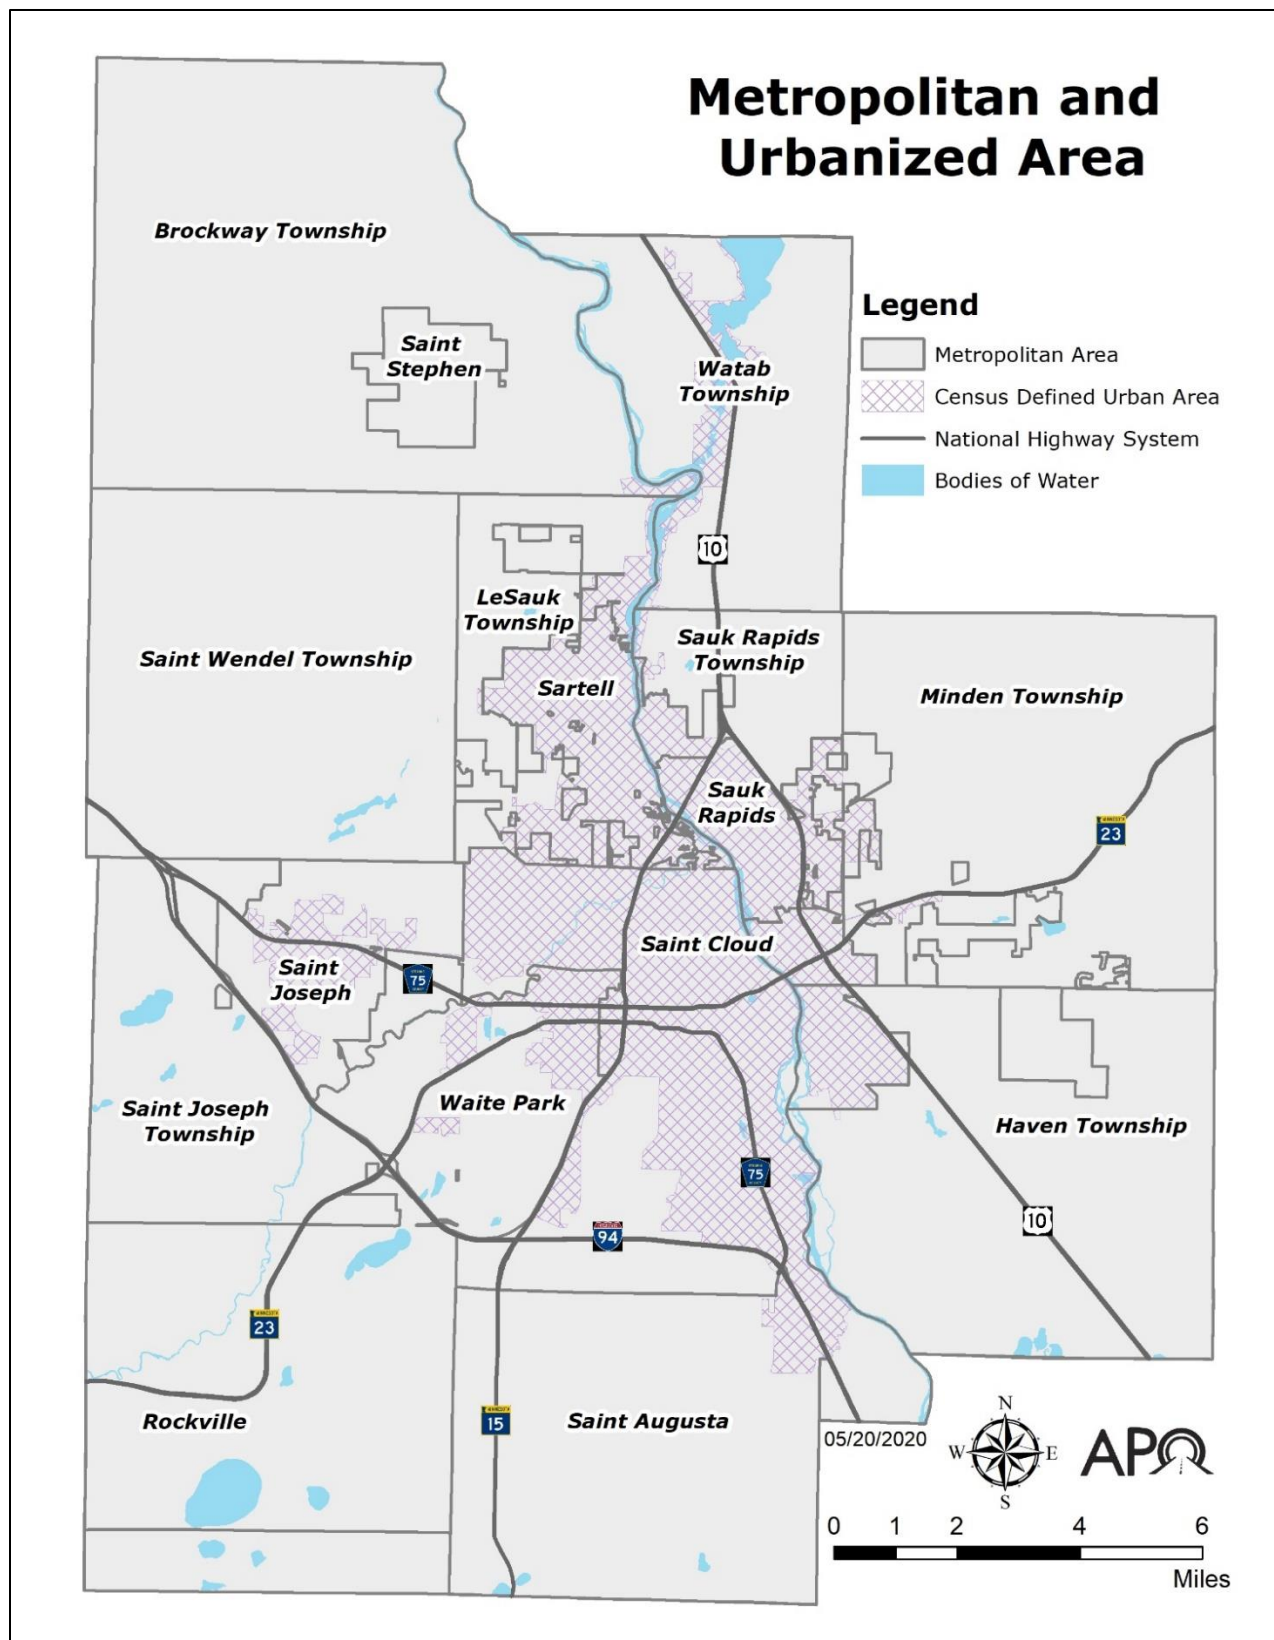 Metropolitan and
Urbanized Area
Brockway Township
Legend
Saint
Stephen
Metropolitan Area
Watab
Township
Census Defined Urban Area
National Highway System
Bodies of Water
10
LeSauk
Township
Sauk Rapids
Township
Saint Wendel Township
Sartell
Minden Township
Sauk
Rapids
23
Saint Cloud
Saint
Joseph
75
Waite Park
Saint Joseph
Township
Haven Township
75
10
94
23
Rockville
15
Saint Augusta
05/20/2020
N
W
E
S
APO
0 1 2 4 6
Miles